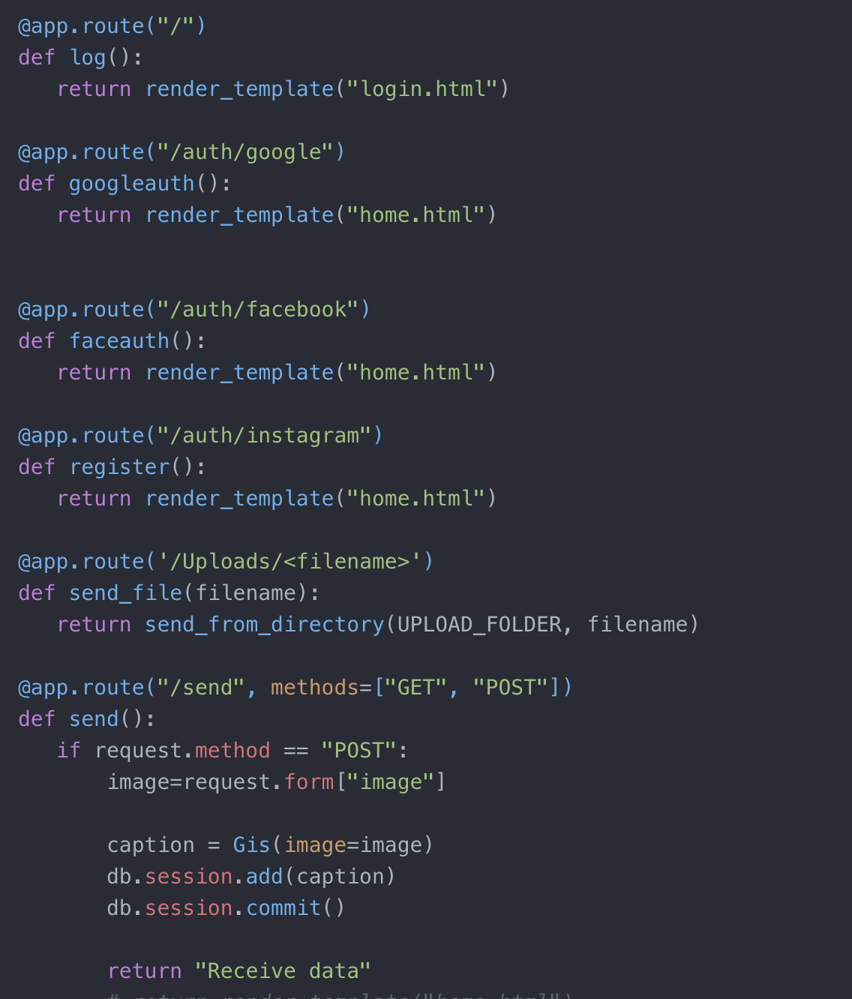 @app.route("/")
def log():
   return render_template("login.html")

@app.route("/auth/google")
def googleauth():
   return render_template("home.html")


@app.route("/auth/facebook")
def faceauth():
   return render_template("home.html")

@app.route("/auth/instagram")
def register():
   return render_template("home.html")

@app.route('/Uploads/<filename>')
def send_file(filename):
   return send_from_directory(UPLOAD_FOLDER, filename)

@app.route("/send", methods=["GET", "POST"])
def send():
   if request.method == "POST":
       image=request.form["image"]

       caption = Gis(image=image)
       db.session.add(caption)
       db.session.commit()

       return "Receive data"
       # return render_template("home.html")